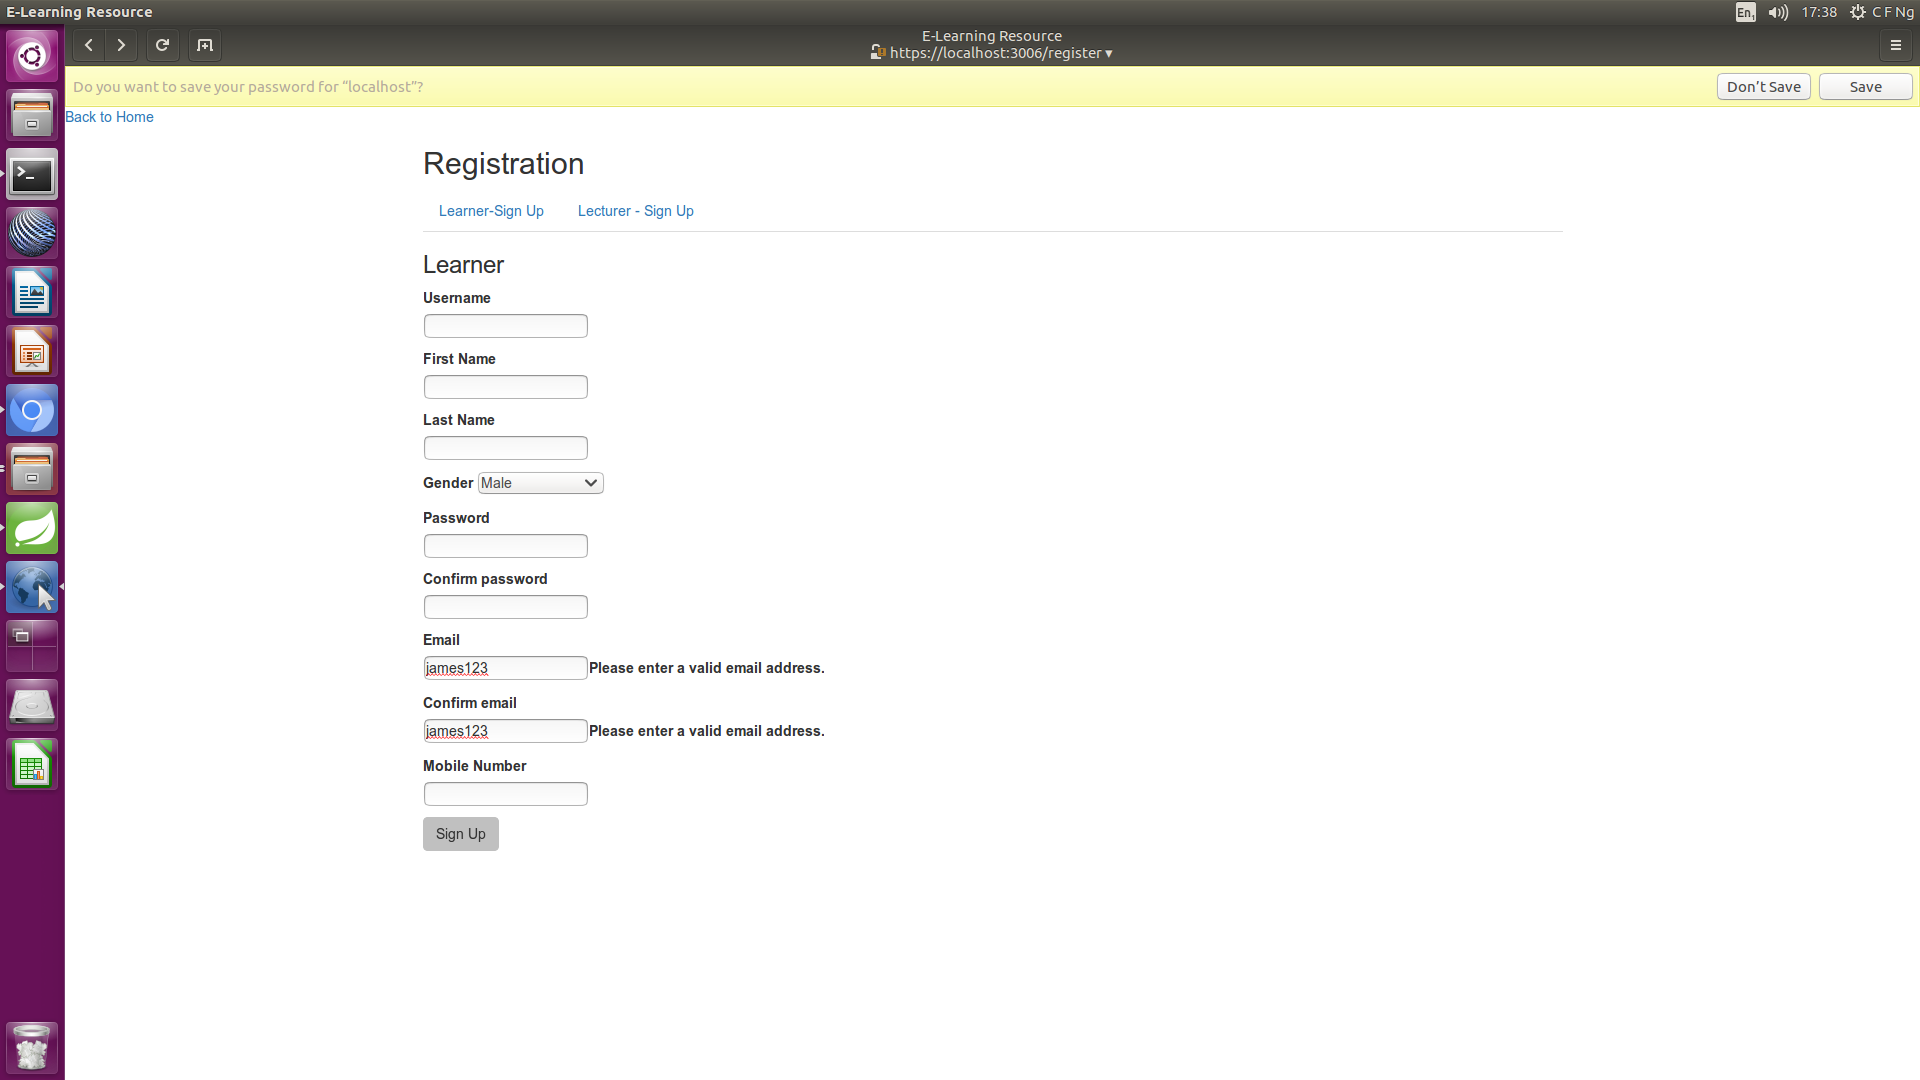 E-Learning Resource
En1
17:38
C F Ng
E-Learning Resource
https://localhost:3006/register ▾
Do you want to save your password for “localhost”?
Don’t Save
Save
Back to Home
Registration
Learner-Sign Up
Lecturer - Sign Up
Learner
Username
First Name
Last Name
Gender Male
Password
Confirm password
Email
james123 Please enter a valid email address.
Confirm email
james123 Please enter a valid email address.
Mobile Number
Sign Up